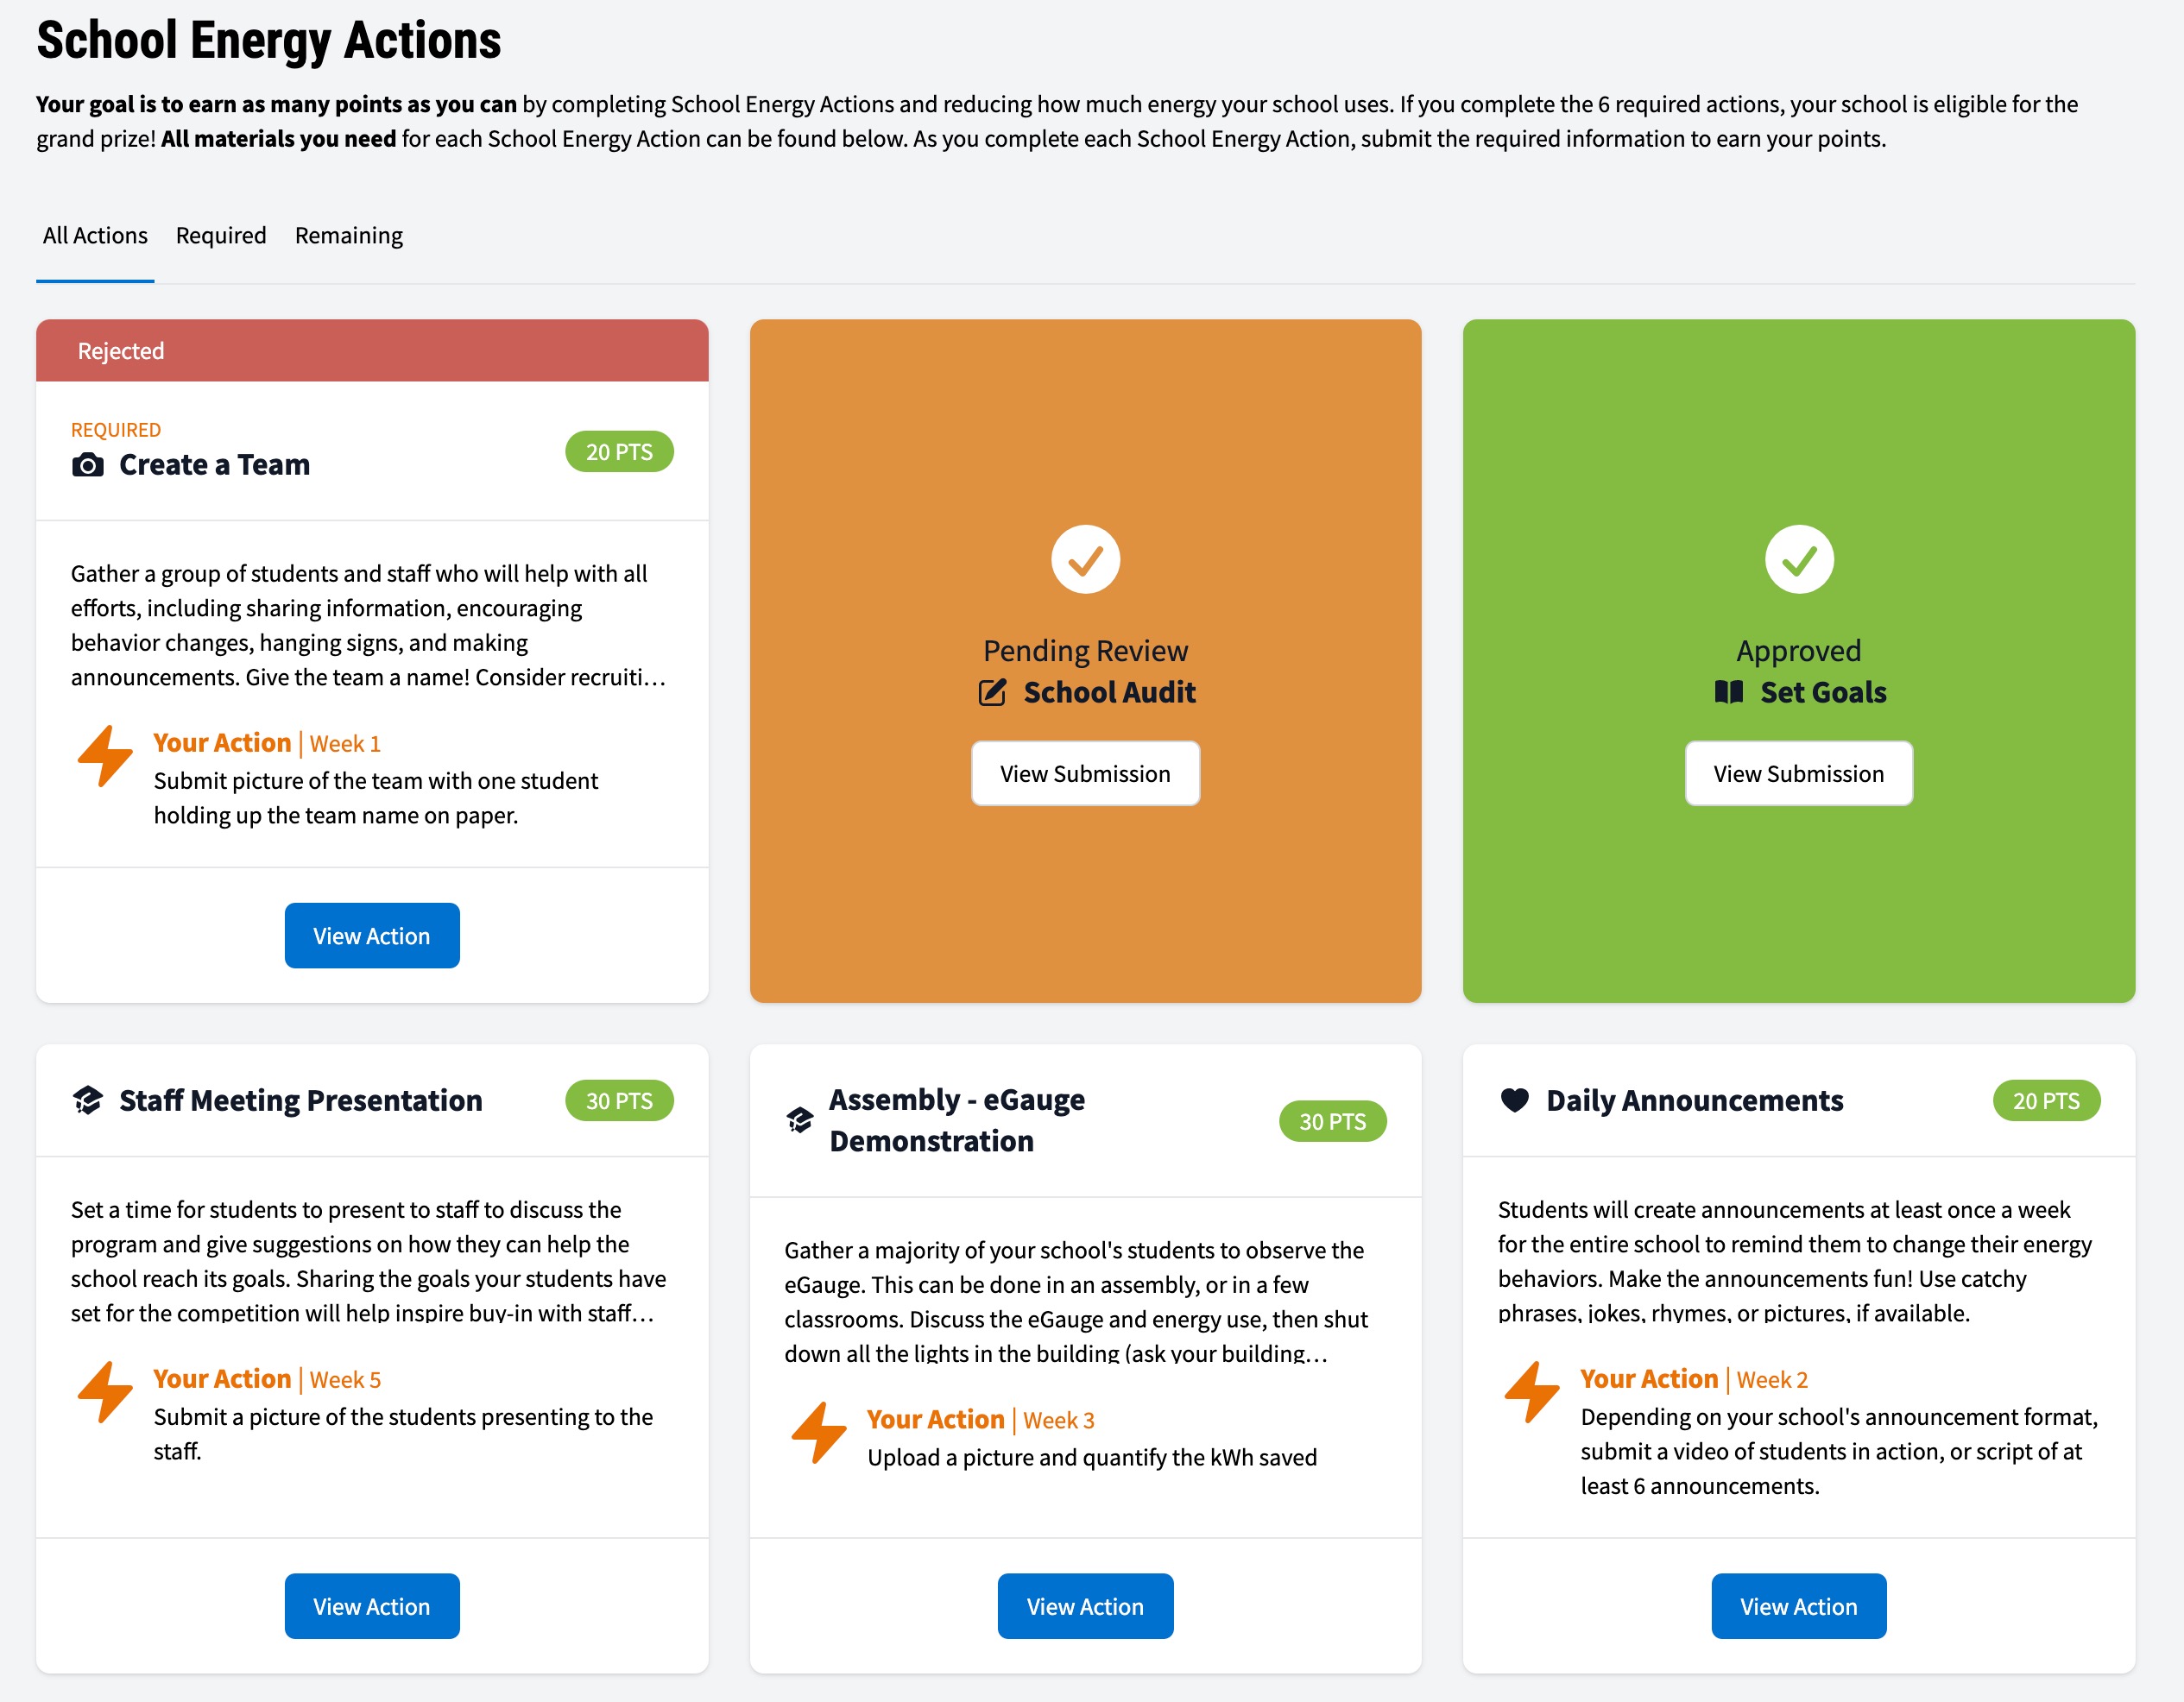 School Energy Actions
Your goal is to earn as many points as you can by completing School Energy Actions and reducing how much energy your school uses. If you complete the 6 required actions, your school is eligible for the
grand prize! All materials you need for each School Energy Action can be found below. As you complete each School Energy Action, submit the required information to earn your points.
All Actions Required Remaining
Rejected
REQUIRED
Create a Team
20 PTS
Gather a group of students and staff who will help with all
efforts, including sharing information, encouraging
behavior changes, hanging signs, and making
announcements. Give the team a name! Consider recruiti...
Your Action | Week 1
Submit picture of the team with one student
holding up the team name on paper.
View Action
Pending Review
School Audit
View Submission
Approved
Set Goals
View Submission
Staff Meeting Presentation
30 PTS
Set a time for students to present to staff to discuss the
program and give suggestions on how they can help the
school reach its goals. Sharing the goals your students have
set for the competition will help inspire buy-in with staff...
Your Action | Week 5
Submit a picture of the students presenting to the
staff.
View Action
Assembly - eGauge
Demonstration
30 PTS
Gather a majority of your school's students to observe the
eGauge. This can be done in an assembly, or in a few
classrooms. Discuss the eGauge and energy use, then shut
down all the lights in the building (ask your building...
Your Action | Week 3
Upload a picture and quantify the kWh saved
View Action
Daily Announcements
20 PTS
Students will create announcements at least once a week
for the entire school to remind them to change their energy
behaviors. Make the announcements fun! Use catchy
phrases, jokes, rhymes, or pictures, if available.
Your Action | Week 2
Depending on your school's announcement format,
submit a video of students in action, or script of at
least 6 announcements.
View Action